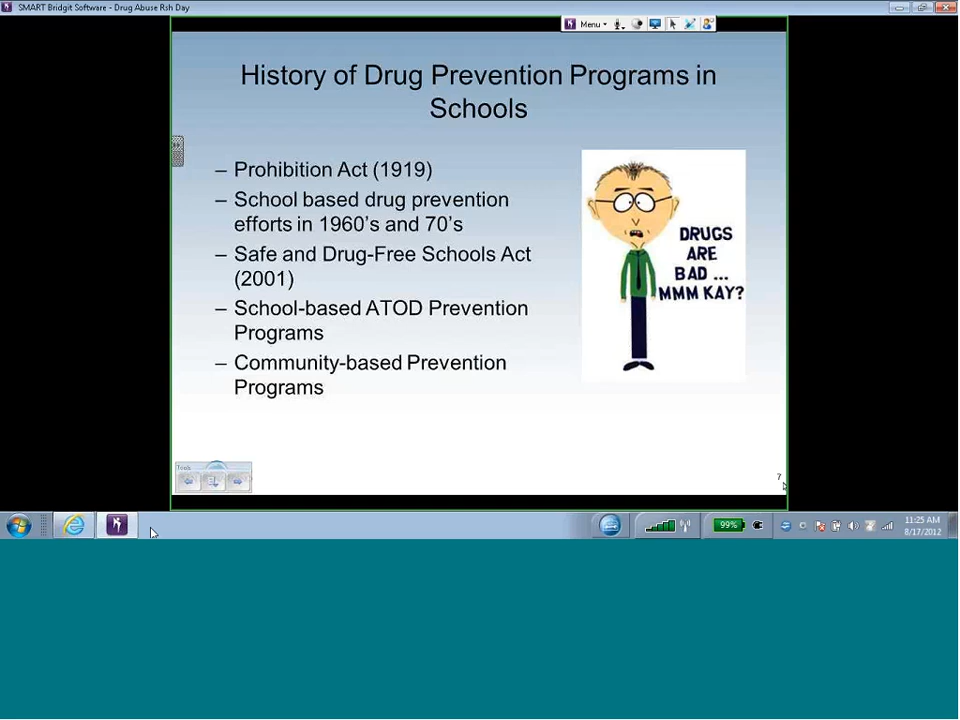 SMART Bridgit Software - Drug Abuse Rsh Day
Menu
History of Drug Prevention Programs in
Schools
– Prohibition Act (1919)
– School based drug prevention
efforts in 1960's and 70's
– Safe and Drug-Free Schools Act
(2001)
– School-based ATOD Prevention
Programs
– Community-based Prevention
Programs
DRUGS
ARE
BAD ...
MMM KAY?
Tools
7
99%
11:25 AM
8/17/2012